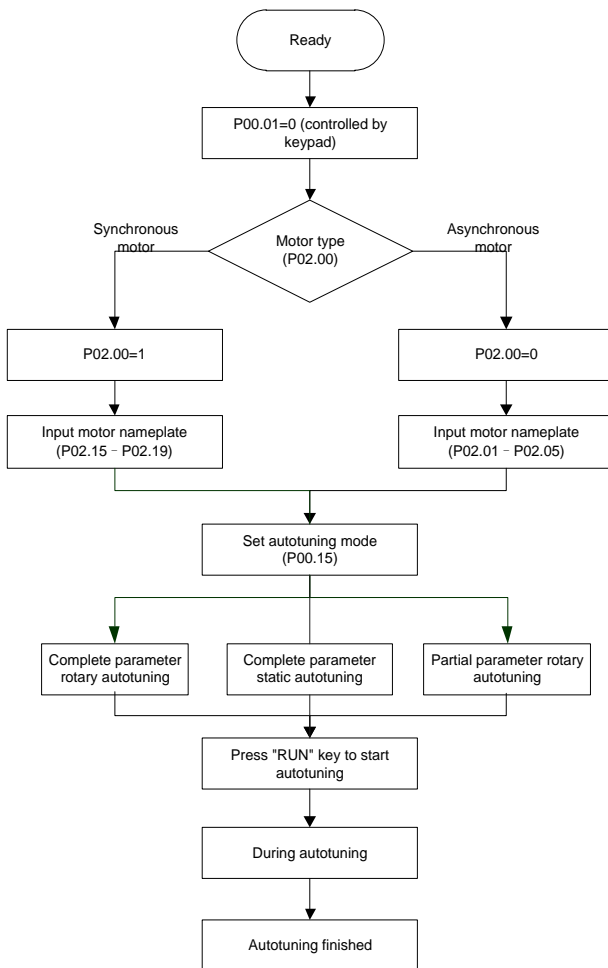 Ready
P00.01=0 (controlled by
keypad)
Synchronous
motor
Motor type
(P02.00)
Asynchronous
motor
P02.00=1
P02.00=0
Input motor nameplate
(P02.15﹣P02.19)
Input motor nameplate
(P02.01﹣P02.05)
Set autotuning mode
(P00.15)
Complete parameter
rotary autotuning
Complete parameter
static autotuning
Partial parameter rotary
autotuning
Press "RUN" key to start
autotuning
During autotuning
Autotuning finished